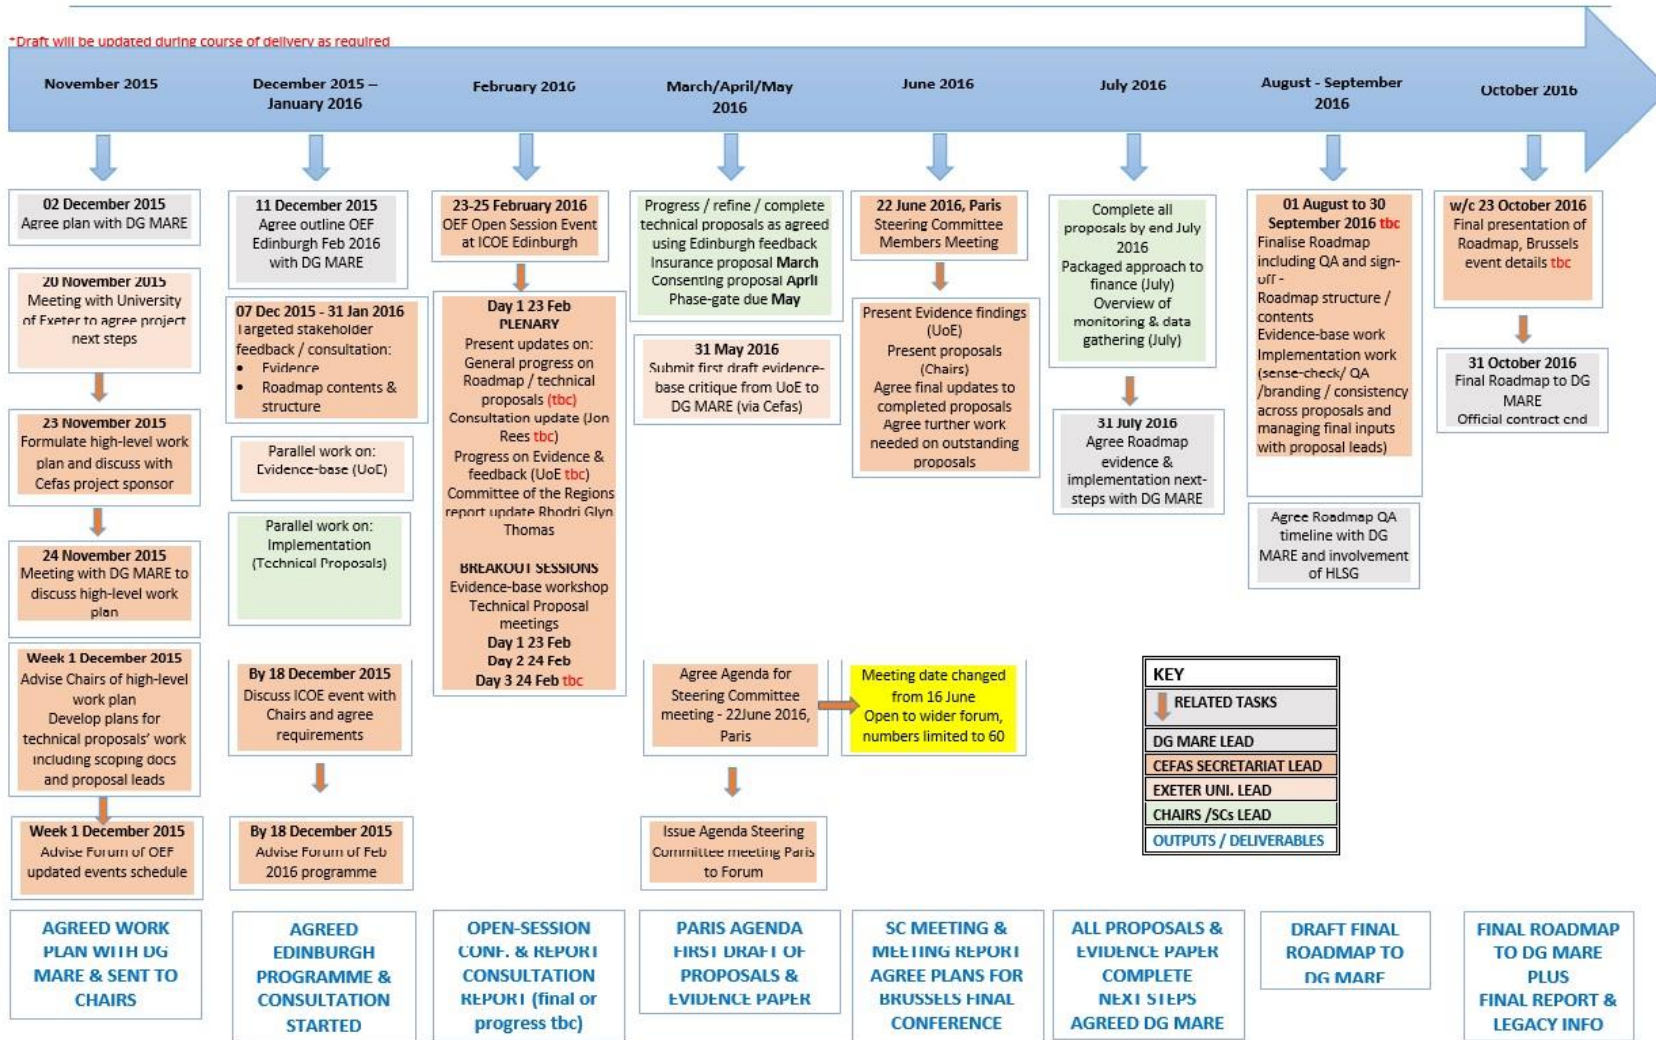 *Draft will be updated during course of delivery as required
November 2015
December 2015 –
January 2016
February 2016
March/April/May
2016
June 2016
July 2016
August - September
2016
October 2016
02 December 2015
Agree plan with DG MARE
20 November 2015
Meeting with University
of Exeter to agree project
next steps
23 November 2015
Formulate high-level work
plan and discuss with
Cefas project sponsor
24 November 2015
Meeting with DG MARE to
discuss high-level work
plan
Week 1 December 2015
Advise Chairs of high-level
work plan
Develop plans for
technical proposals' work
including scoping docs
and proposal leads
Week 1 December 2015
Advise Forum of OEF
updated events schedule
AGREED WORK
PLAN WITH DG
MARE & SENT TO
CHAIRS
11 December 2015
Agree outline OEF
Edinburgh Feb 2016
with DG MARE
07 Dec 2015 - 31 Jan 2016
Targeted stakeholder
feedback / consultation:
• Evidence
• Roadmap contents &
structure
Parallel work on:
Evidence-base (UoE)
Parallel work on:
Implementation
(Technical Proposals)
By 18 December 2015
Discuss ICOE event with
Chairs and agree
requirements
By 18 December 2015
Advise Forum of Feb
2016 programme
AGREED
EDINBURGH
PROGRAMME &
CONSULTATION
STARTED
23-25 February 2016
OEF Open Session Event
at ICOE Edinburgh
Day 1 23 Feb
PLENARY
Present updates on:
General progress on
Roadmap / technical
proposals (tbc)
Consultation update (Jon
Rees tbc)
Progress on Evidence &
feedback (UoE tbc)
Committee of the Regions
report update Rhodri Glyn
Thomas
BREAKOUT SESSIONS
Evidence-base workshop
Technical Proposal
meetings
Day 1 23 Feb
Day 2 24 Feb
Day 3 24 Feb tbc
OPEN-SESSION
CONF. & REPORT
CONSULTATION
REPORT (final or
progress tbc)
Progress / refine / complete
technical proposals as agreed
using Edinburgh feedback
Insurance proposal March
Consenting proposal April
Phase-gate due May
31 May 2016
Submit first draft evidence-
base critique from UoE to
DG MARE (via Cefas)
Agree Agenda for
Steering Committee
meeting - 22June 2016,
Paris
Issue Agenda Steering
Committee meeting Paris
to Forum
PARIS AGENDA
FIRST DRAFT OF
PROPOSALS &
EVIDENCE PAPER
22 June 2016, Paris
Steering Committee
Members Meeting
Present Evidence findings
(UoE)
Present proposals
(Chairs)
Agree final updates to
completed proposals
Agree further work
needed on outstanding
proposals
Meeting date changed
from 16 June
Open to wider forum,
numbers limited to 60
SC MEETING &
MEETING REPORT
AGREE PLANS FOR
BRUSSELS FINAL
CONFERENCE
Complete all
proposals by end July
2016
Packaged approach to
finance (July)
Overview of
monitoring & data
gathering (July)
31 July 2016
Agree Roadmap
evidence &
implementation next-
steps with DG MARE
ALL PROPOSALS &
EVIDENCE PAPER
COMPLETE
NEXT STEPS
AGREED DG MARE
01 August to 30
September 2016 tbc
Finalise Roadmap
including QA and sign-
off -
Roadmap structure /
contents
Evidence-base work
Implementation work
(sense-check/ QA
/branding / consistency
across proposals and
managing final inputs
with proposal leads)
Agree Roadmap QA
timeline with DG
MARE and involvement
of HLSG
DRAFT FINAL
ROADMAP TO
DG MARE
w/c 23 October 2016
Final presentation of
Roadmap, Brussels
event details tbc
31 October 2016
Final Roadmap to DG
MARE
Official contract end
FINAL ROADMAP
TO DG MARE
PLUS
FINAL REPORT &
LEGACY INFO
KEY
RELATED TASKS
DG MARE LEAD
CEFAS SECRETARIAT LEAD
EXETER UNI. LEAD
CHAIRS /SCs LEAD
OUTPUTS / DELIVERABLES